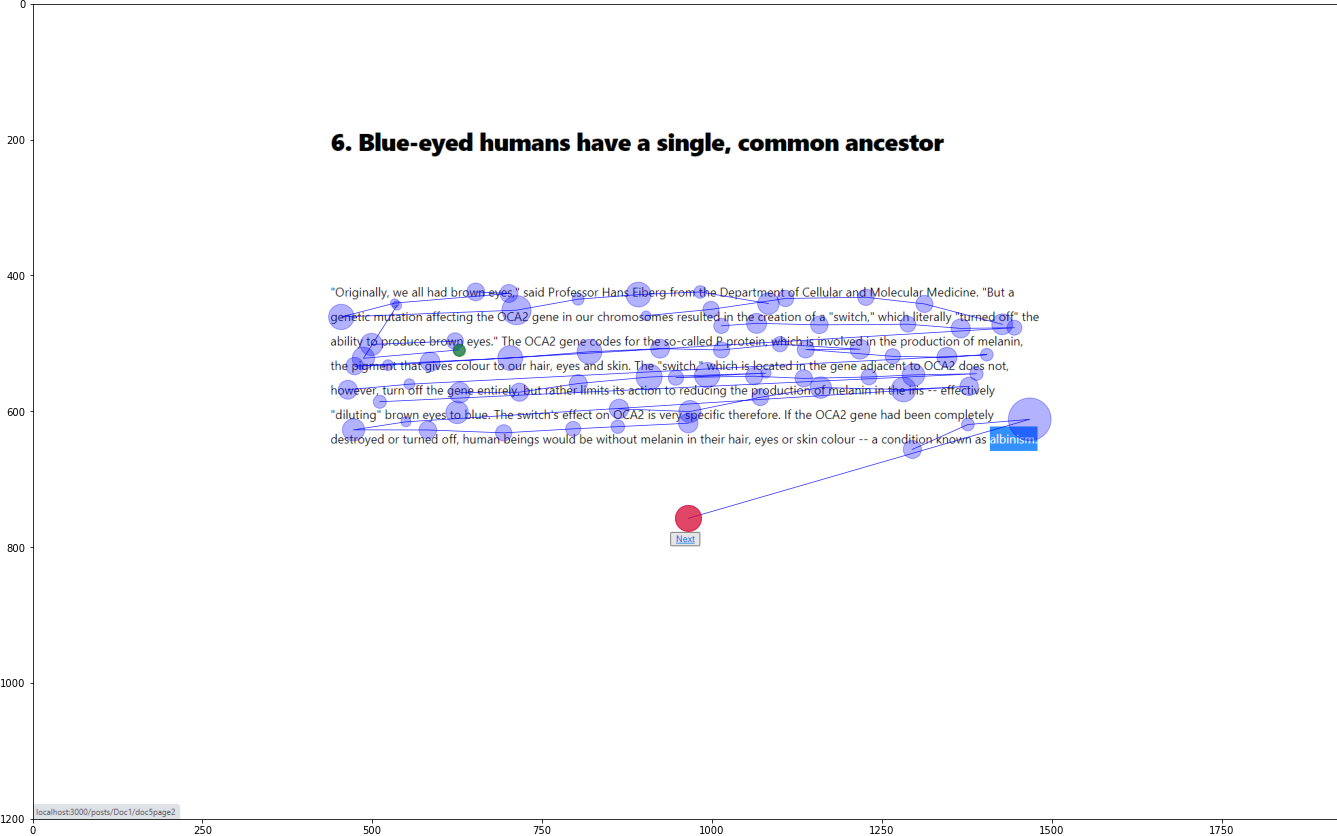 0
200
6. Blue-eyed humans have a single, common ancestor
400
"Originally, we all had brown eyes," said Professor Hans Eiberg from the Department of Cellular and Molecular Medicine. "But a
genetic mutation affecting the OCA2 gene in our chromosomes resulted in the creation of a "switch," which literally "turned off" the
ability to produce brown eyes." The OCA2 gene codes for the so-called P protein, which is involved in the production of melanin,
the pigment that gives colour to our hair, eyes and skin. The "switch," which is located in the gene adjacent to OCA2 does not,
however, turn off the gene entirely, but rather limits its action to reducing the production of melanin in the iris -- effectively
600
"diluting" brown eyes to blue. The switch's effect on OCA2 is very specific therefore. If the OCA2 gene had been completely
destroyed or turned off, human beings would be without melanin in their hair, eyes or skin colour -- a condition known as albinism.
Next
800
1000
localhost:3000/posts/Doc1/doc5page2
1200
0 250 500 750 1000 1250 1500 1750